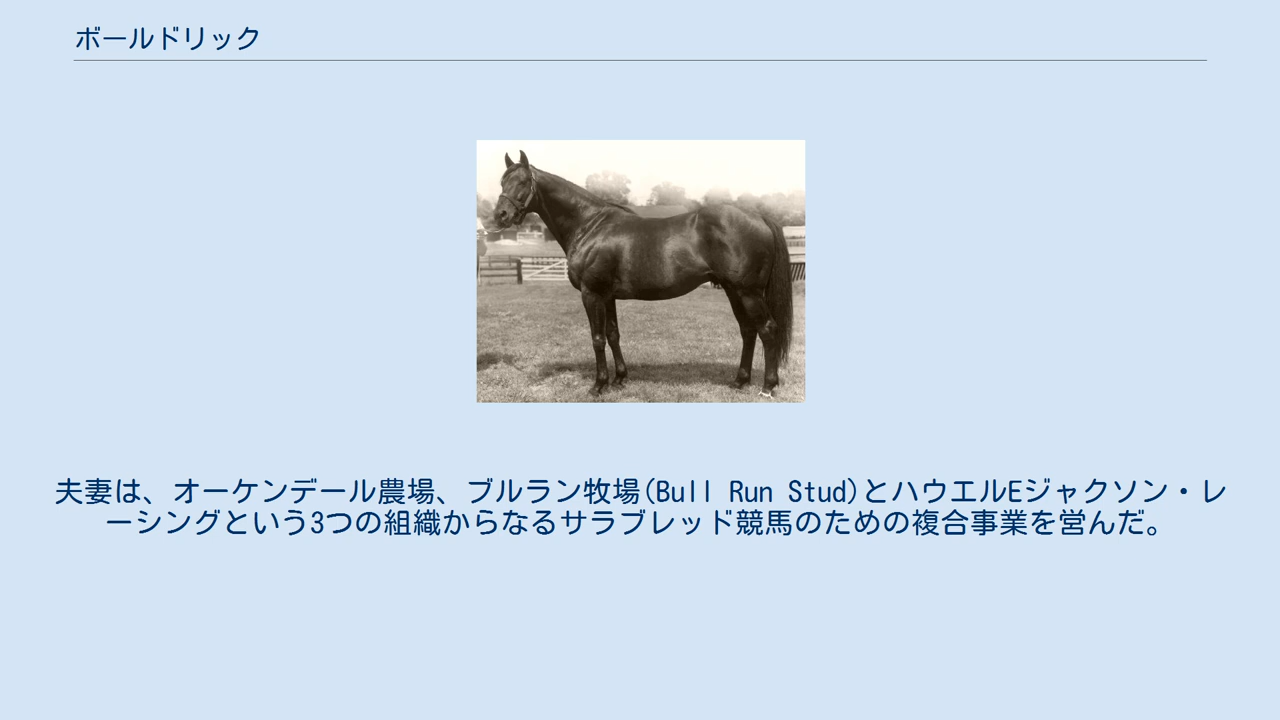 ボールドリック
夫妻は、オーケンデール農場、ブルラン牧場(Bull Run Stud)とハウエルEジャクソン・レ
ーシングという3つの組織からなるサラブレッド競馬のための複合事業を営んだ。